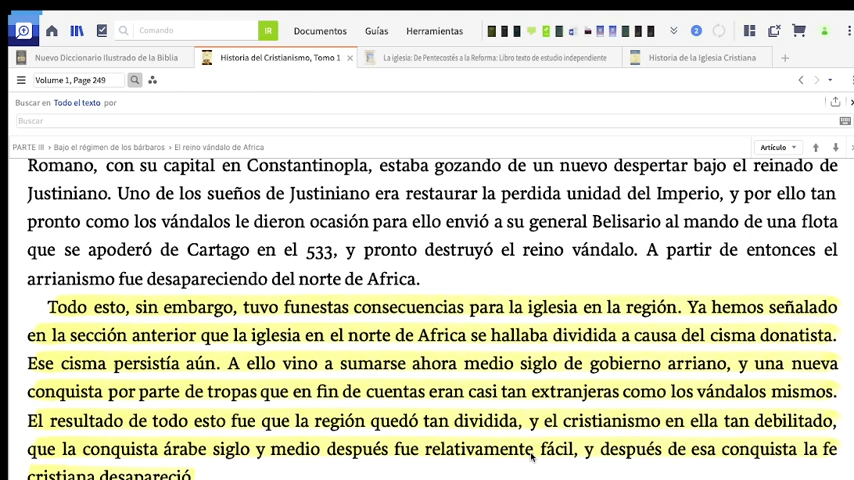 Comando
IR
Documentos
Guías
Herramientas
2
Nuevo Diccionario Ilustrado de la Biblia
Historia del Cristianismo, Tomo 1
La iglesia: De Pentecostés a la Reforma: Libro texto de estudio independiente
Historia de la Iglesia Cristiana
Volume 1, Page 249
Buscar en Todo el texto por
Buscar
PARTE III > Bajo el régimen de los bárbaros > El reino vándalo de Africa
Artículo
Romano, con su capital en Constantinopla, estaba gozando de un nuevo despertar bajo el reinado de
Justiniano. Uno de los sueños de Justiniano era restaurar la perdida unidad del Imperio, y por ello tan
pronto como los vándalos le dieron ocasión para ello envió a su general Belisario al mando de una flota
que se apoderó de Cartago en el 533, y pronto destruyó el reino vándalo. A partir de entonces el
arrianismo fue desapareciendo del norte de Africa.
Todo esto, sin embargo, tuvo funestas consecuencias para la iglesia en la región. Ya hemos señalado
en la sección anterior que la iglesia en el norte de Africa se hallaba dividida a causa del cisma donatista.
Ese cisma persistía aún. A ello vino a sumarse ahora medio siglo de gobierno arriano, y una nueva
conquista por parte de tropas que en fin de cuentas eran casi tan extranjeras como los vándalos mismos.
El resultado de todo esto fue que la región quedó tan dividida, y el cristianismo en ella tan debilitado,
que la conquista árabe siglo y medio después fue relativamente fácil, y después de esa conquista la fe
cristiana desapareció.